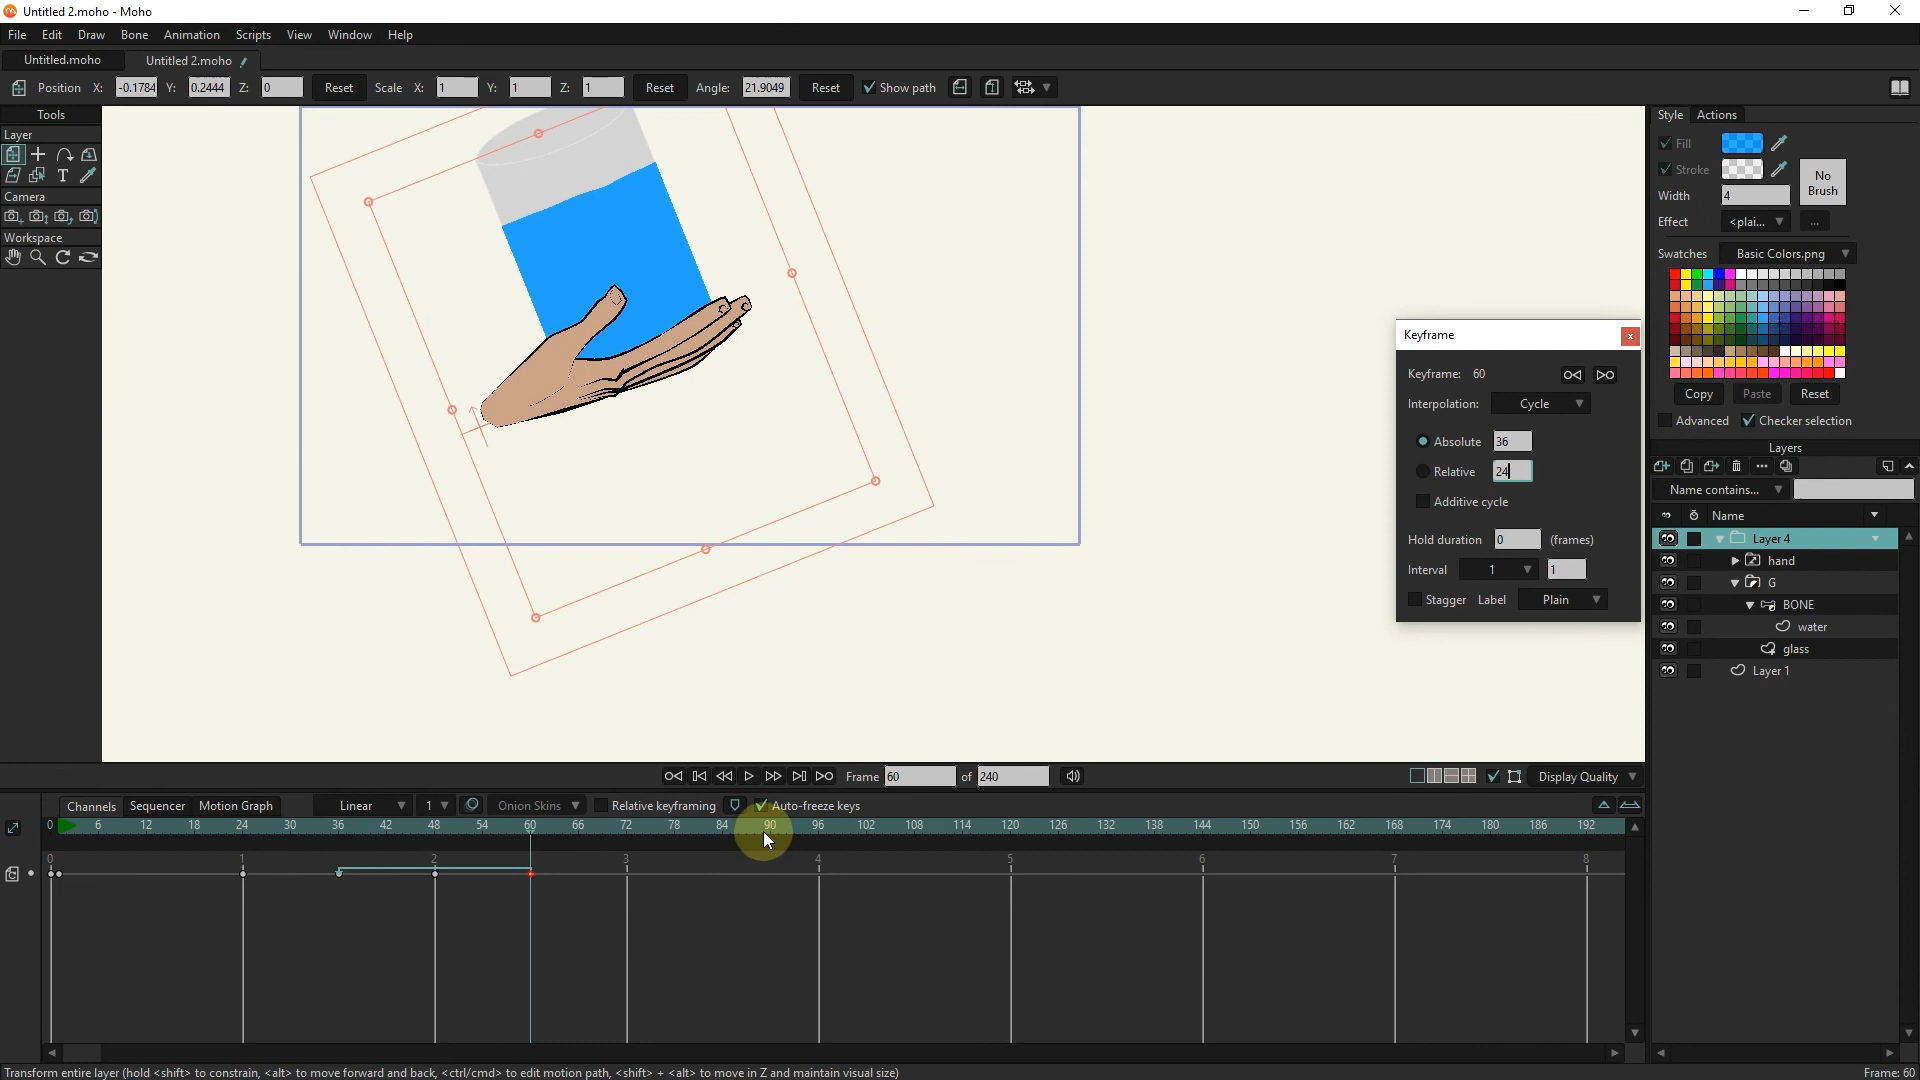 Untitled 2.moho - Moho
File Edit Draw Bone Animation Scripts View Window Help
Untitled.moho Untitled 2.moho
Position X: -0.1784 Y: 0.2444 Z: 0 Reset Scale X: 1 Y: 1 Z: 1 Reset Angle: 21.9049 Reset Show path
Tools
Layer
Camera
Workspace
Style Actions
Fill
Stroke
No Brush
Width 4
Effect <plai... ...
Swatches Basic Colors.png
Copy Paste Reset
Advanced Checker selection
Layers
Name contains...
Name
Layer 4
hand
G
BONE
water
glass
Layer 1
Keyframe x
Keyframe: 60
Interpolation: Cycle
Absolute 36
Relative 24
Additive cycle
Hold duration 0 (frames)
Interval 1 1
Stagger Label Plain
Frame 60 of 240 Display Quality
Channels Sequencer Motion Graph Linear 1 Onion Skins Relative keyframing Auto-freeze keys
0 6 12 18 24 30 36 42 48 54 60 66 72 78 84 90 96 102 108 114 120 126 132 138 144 150 156 162 168 174 180 186 192
0 1 2 3 4 5 6 7 8
Transform entire layer (hold <shift> to constrain, <alt> to move forward and back, <ctrl/cmd> to edit motion path, <shift> + <alt> to move in Z and maintain visual size) Frame: 60